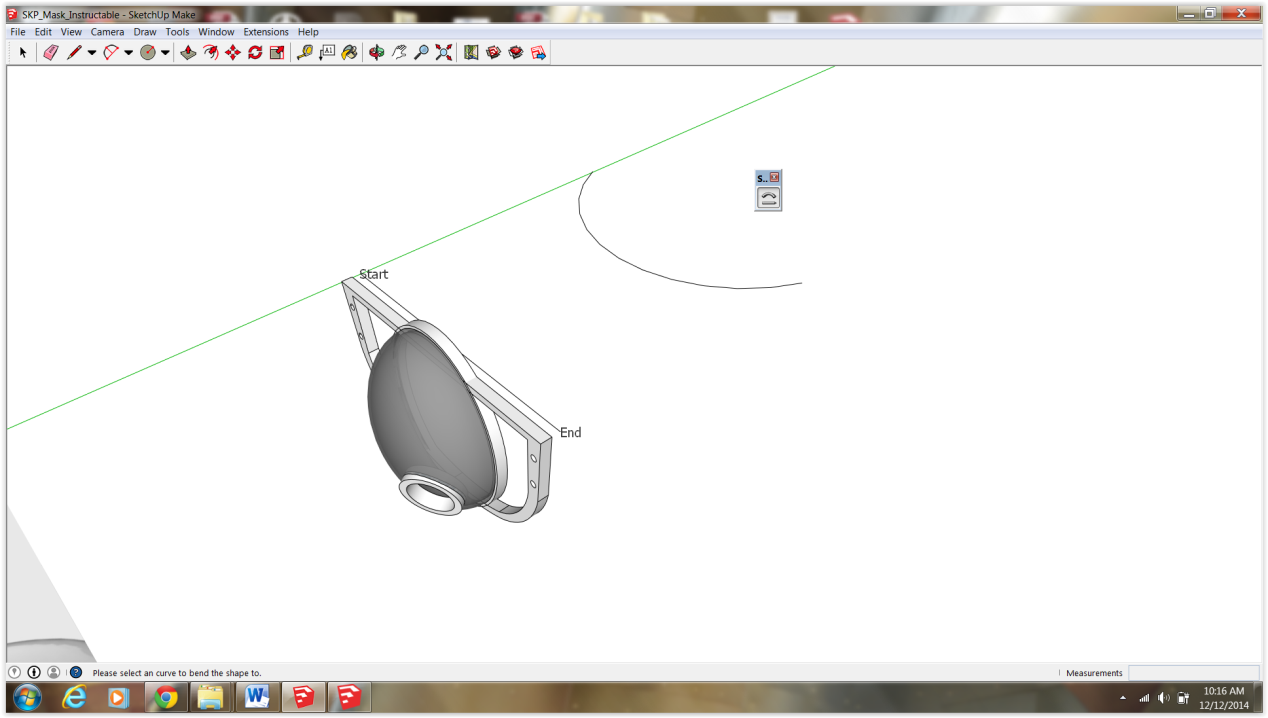 SKP_Mask_Instructable - SketchUp Make
File Edit View Camera Draw Tools Window Extensions Help
A1
S..
Start
End
Please select an curve to bend the shape to.
Measurements
W
10:16 AM
12/12/2014